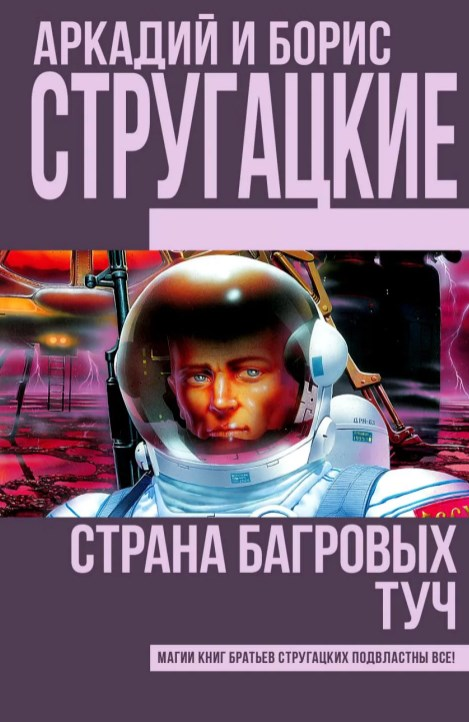 АРКАДИЙ И БОРИС
СТРУГАЦКИЕ
СТРАНА БАГРОВЫХ
ТУЧ
МАГИИ КНИГ БРАТЬЕВ СТРУГАЦКИХ ПОДВЛАСТНЫ ВСЕ!